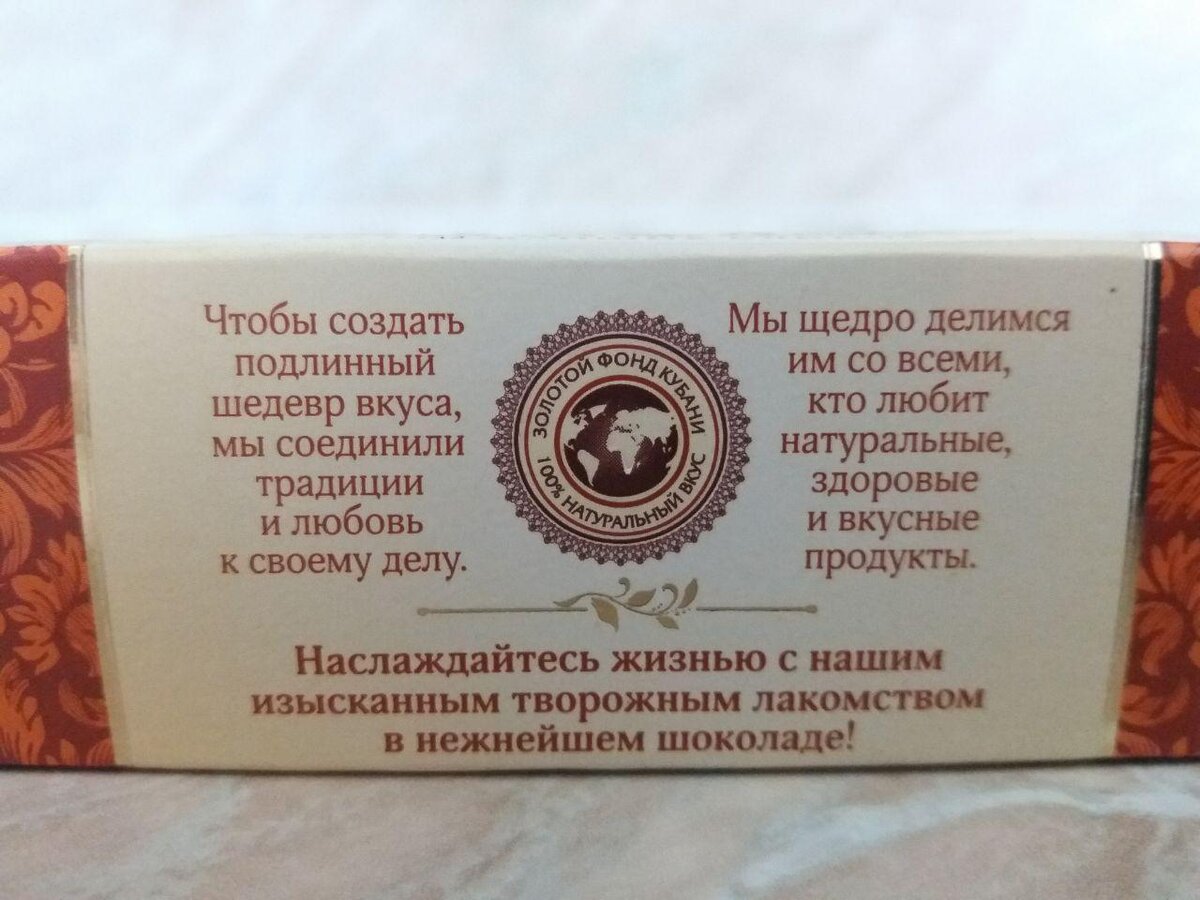 Чтобы создать
подлинный
шедевр вкуса,
мы соединили
традиции
и любовь
к своему делу.
ЗОЛОТОЙ ФОНД КУБАНИ
100% НАТУРАЛЬНЫЙ ВКУС
Мы щедро делимся
им со всеми,
кто любит
натуральные,
здоровые
и вкусные
продукты.
Наслаждайтесь жизнью с нашим
изысканным творожным лакомством
в нежнейшем шоколаде!